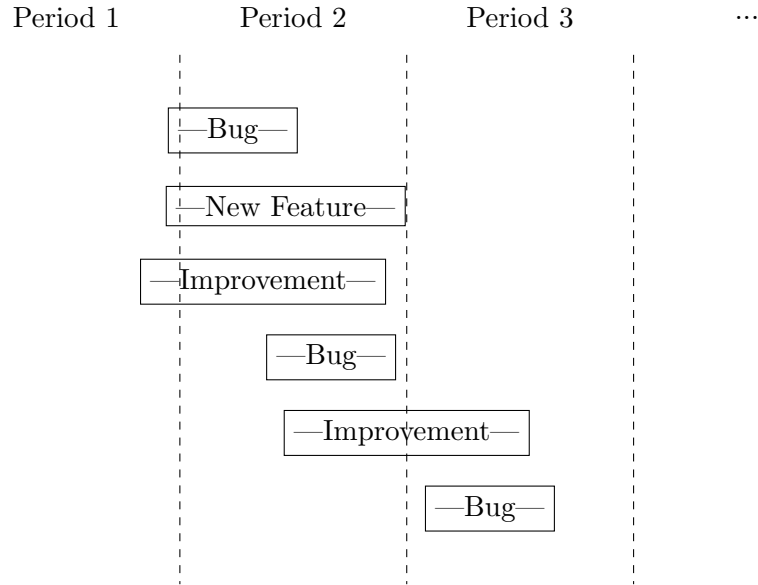 Period 1 Period 2 Period 3 ...
—Bug—
—New Feature—
—Improvement—
—Bug—
—Improvement—
—Bug—